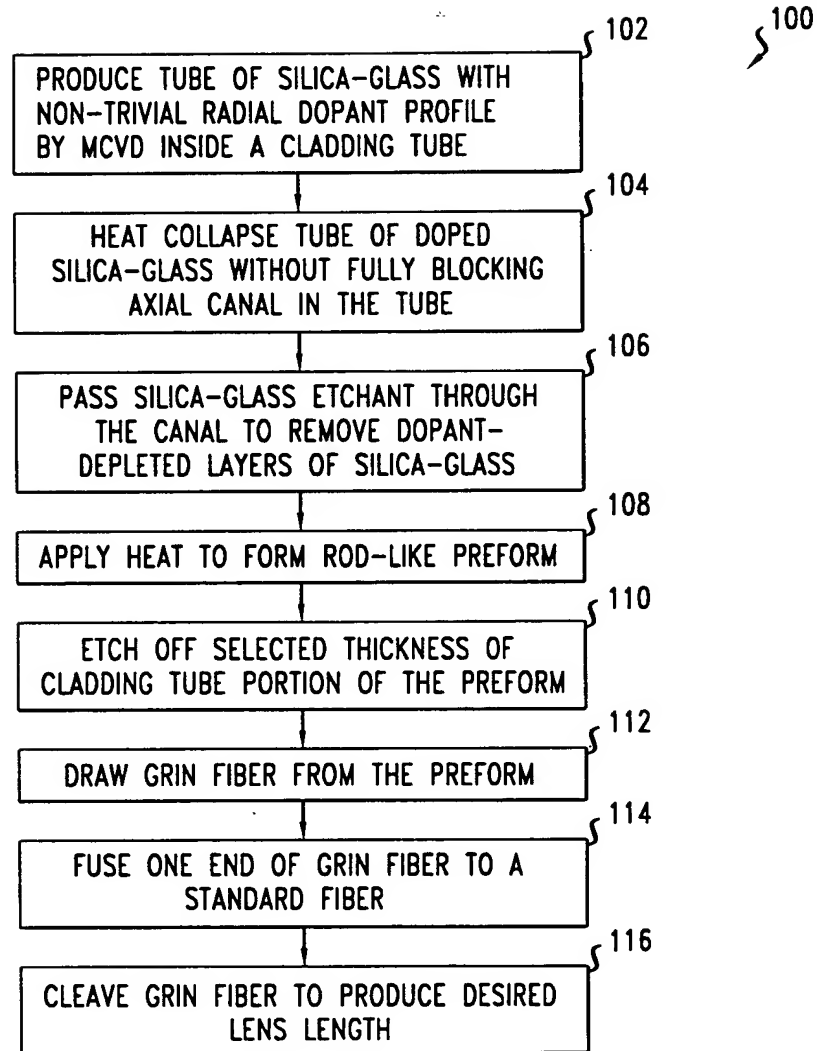 100
102
PRODUCE TUBE OF SILICA-GLASS WITH
NON-TRIVIAL RADIAL DOPANT PROFILE
BY MCVD INSIDE A CLADDING TUBE
104
HEAT COLLAPSE TUBE OF DOPED
SILICA-GLASS WITHOUT FULLY BLOCKING
AXIAL CANAL IN THE TUBE
106
PASS SILICA-GLASS ETCHANT THROUGH
THE CANAL TO REMOVE DOPANT-
DEPLETED LAYERS OF SILICA-GLASS
108
APPLY HEAT TO FORM ROD-LIKE PREFORM
110
ETCH OFF SELECTED THICKNESS OF
CLADDING TUBE PORTION OF THE PREFORM
112
DRAW GRIN FIBER FROM THE PREFORM
114
FUSE ONE END OF GRIN FIBER TO A
STANDARD FIBER
116
CLEAVE GRIN FIBER TO PRODUCE DESIRED
LENS LENGTH